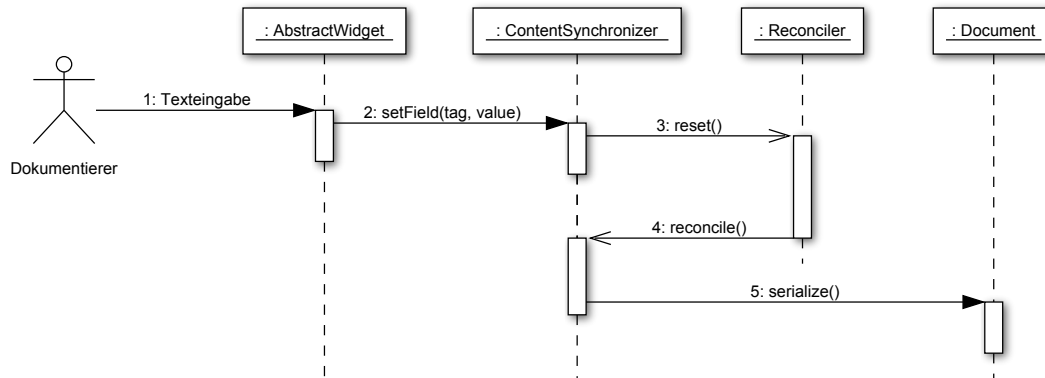 : AbstractWidget
: ContentSynchronizer
: Reconciler
: Document
1: Texteingabe
2: setField(tag, value)
3: reset()
Dokumentierer
4: reconcile()
5: serialize()